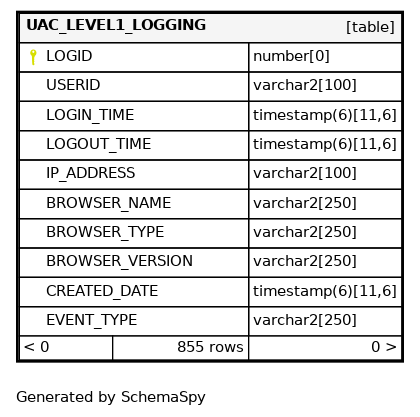 UAC_LEVEL1_LOGGING [table]
LOGID number[0]
USERID varchar2[100]
LOGIN_TIME timestamp(6)[11,6]
LOGOUT_TIME timestamp(6)[11,6]
IP_ADDRESS varchar2[100]
BROWSER_NAME varchar2[250]
BROWSER_TYPE varchar2[250]
BROWSER_VERSION varchar2[250]
CREATED_DATE timestamp(6)[11,6]
EVENT_TYPE varchar2[250]
< 0 855 rows 0 >
Generated by SchemaSpy